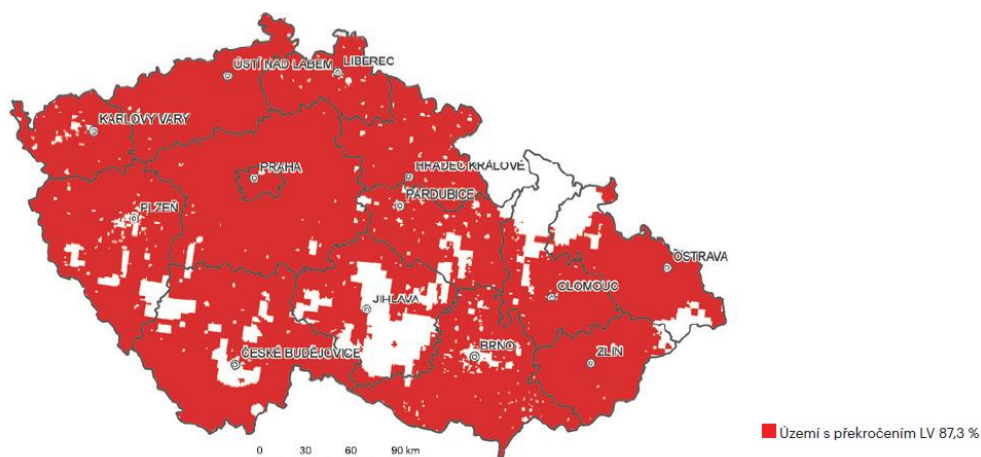 ÚSTÍ NAD LABEM
LIBEREC
KARLOVY VARY
PRAHA
HRADEC KRÁLOVÉ
PARDUBICE
PLZEŇ
OSTRAVA
OLOMOUC
JIHLAVA
BRNO
ZLÍN
ČESKÉ BUDĚJOVICE
0 30 60 90 km
Území s překročením LV 87,3 %